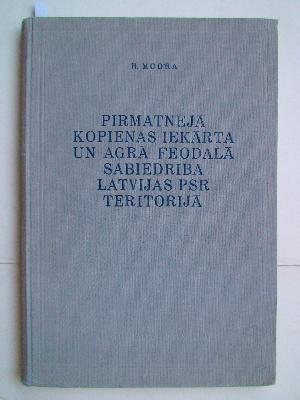 H. MOORA
PIRMATNĒJĀ
KOPIENAS IEKĀRTA
UN AGRĀ FEODĀLĀ
SABIEDRĪBA
LATVIJAS PSR
TERITORIJĀ